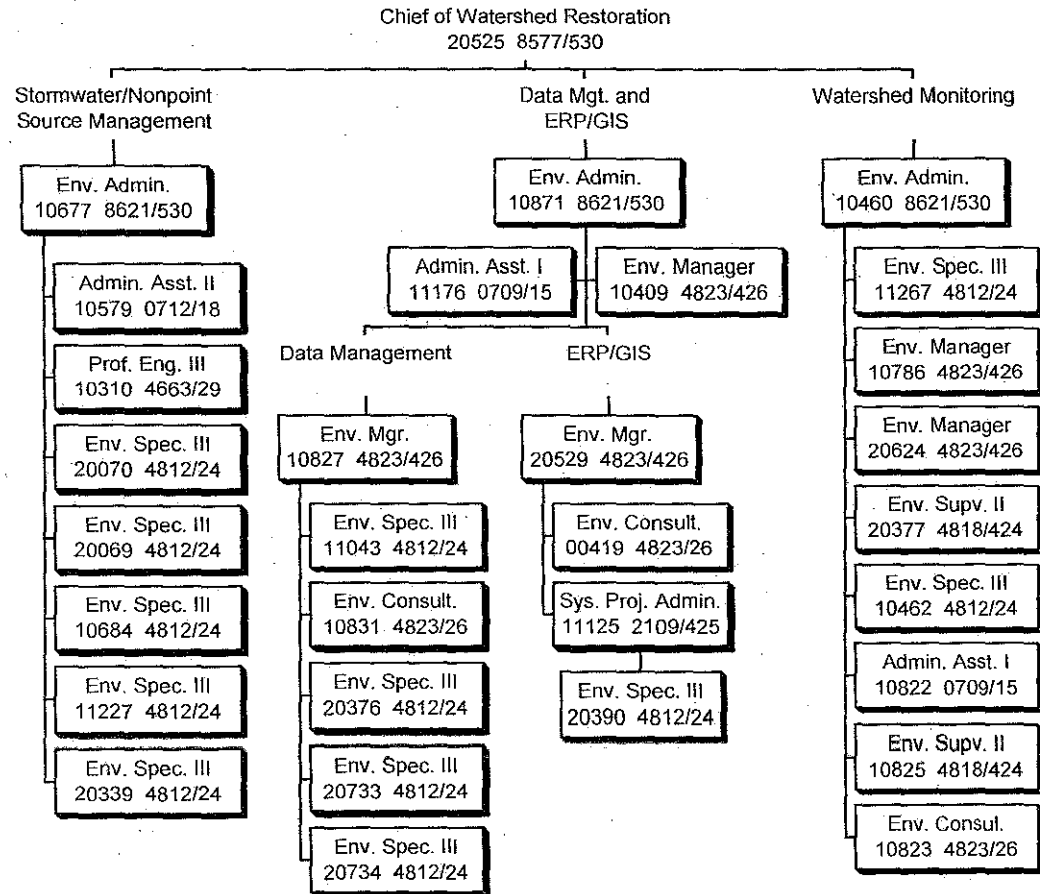 Chief of Watershed Restoration
20525 8577/530
Stormwater/Nonpoint
Source Management
Env. Admin.
10677 8621/530
Admin. Asst. II
10579 0712/18
Prof. Eng. III
10310 4663/29
Env. Spec. III
20070 4812/24
Env. Spec. III
20069 4812/24
Env. Spec. III
10684 4812/24
Env. Spec. III
11227 4812/24
Env. Spec. III
20339 4812/24
Data Mgt. and
ERP/GIS
Env. Admin.
10871 8621/530
Admin. Asst. I
11176 0709/15
Env. Manager
10409 4823/426
Data Management
Env. Mgr.
10827 4823/426
Env. Spec. III
11043 4812/24
Env. Consult.
10831 4823/26
Env. Spec. III
20376 4812/24
Env. Spec. III
20733 4812/24
Env. Spec. III
20734 4812/24
ERP/GIS
Env. Mgr.
20529 4823/426
Env. Consult.
00419 4823/26
Sys. Proj. Admin.
11125 2109/425
Env. Spec. III
20390 4812/24
Watershed Monitoring
Env. Admin.
10460 8621/530
Env. Spec. III
11267 4812/24
Env. Manager
10786 4823/426
Env. Manager
20624 4823/426
Env. Supv. II
20377 4818/424
Env. Spec. III
10462 4812/24
Admin. Asst. I
10822 0709/15
Env. Supv. II
10825 4818/424
Env. Consul.
10823 4823/26